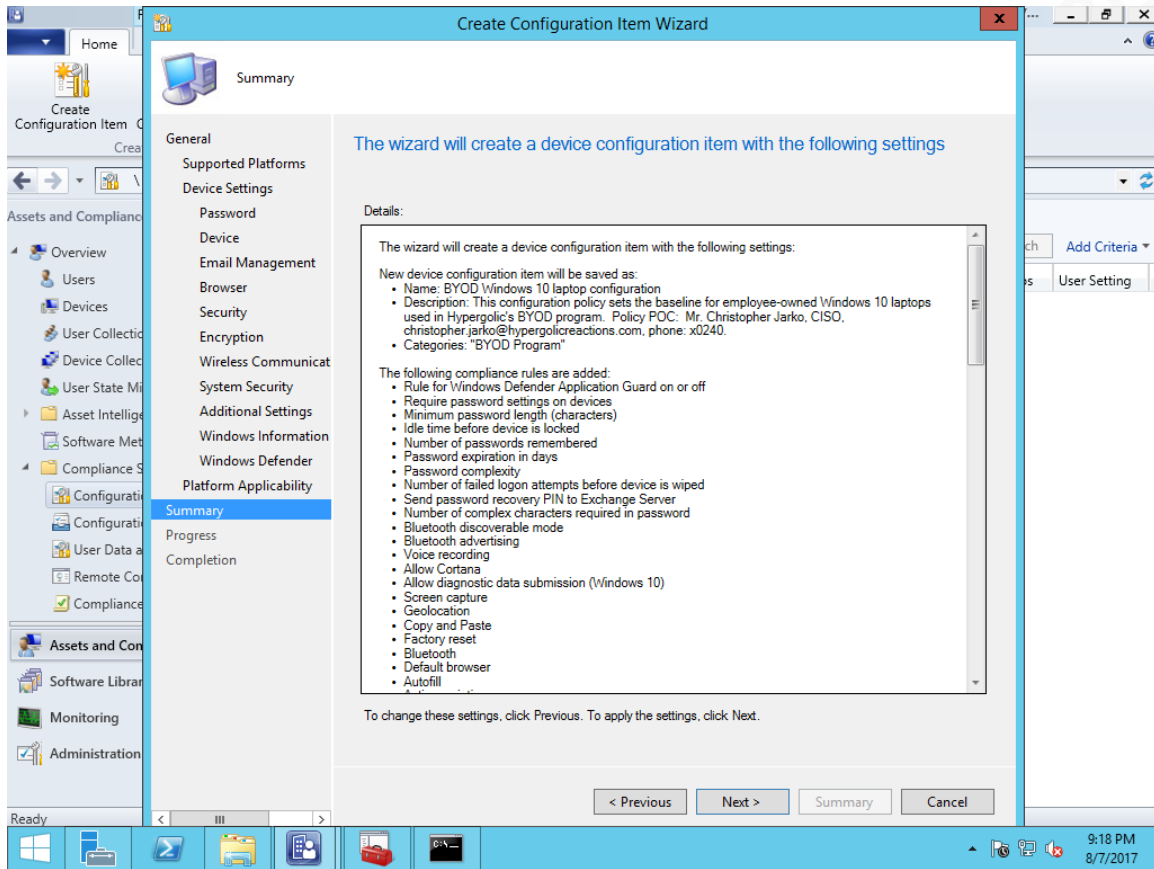 Create Configuration Item Wizard
Home
Create
Configuration Item
Summary
General
Supported Platforms
Device Settings
Password
Device
Email Management
Browser
Security
Encryption
Wireless Communicat
System Security
Additional Settings
Windows Information
Windows Defender
Platform Applicability
Summary
Progress
Completion
The wizard will create a device configuration item with the following settings
Details:
The wizard will create a device configuration item with the following settings:
New device configuration item will be saved as:
• Name: BYOD Windows 10 laptop configuration
• Description: This configuration policy sets the baseline for employee-owned Windows 10 laptops
used in Hypergolic's BYOD program. Policy POC: Mr. Christopher Jarko, CISO,
christopher.jarko@hypergolicreactions.com, phone: x0240.
• Categories: "BYOD Program"
The following compliance rules are added:
• Rule for Windows Defender Application Guard on or off
• Require password settings on devices
• Minimum password length (characters)
• Idle time before device is locked
• Number of passwords remembered
• Password expiration in days
• Password complexity
• Number of failed logon attempts before device is wiped
• Send password recovery PIN to Exchange Server
• Number of complex characters required in password
• Bluetooth discoverable mode
• Bluetooth advertising
• Voice recording
• Allow Cortana
• Allow diagnostic data submission (Windows 10)
• Screen capture
• Geolocation
• Copy and Paste
• Factory reset
• Bluetooth
• Default browser
• Autofill
To change these settings, click Previous. To apply the settings, click Next.
< Previous
Next >
Summary
Cancel
Crea
Assets and Complianc
Overview
Users
Devices
User Collectio
Device Collec
User State Mi
Asset Intellige
Software Met
Compliance S
Configurati
Configurati
User Data a
Remote Co
Compliance
Assets and Con
Software Librar
Monitoring
Administration
Ready
ch
Add Criteria
User Setting
9:18 PM
8/7/2017